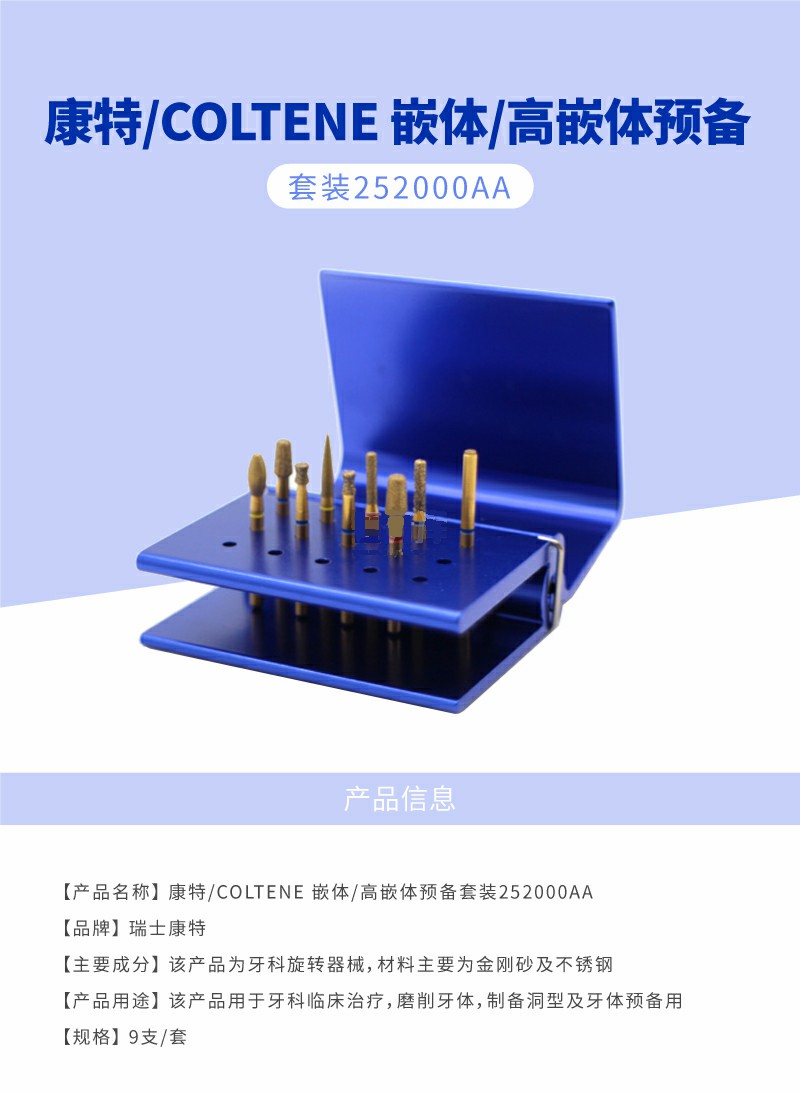 康特/COLTENE 嵌体/高嵌体预备
套装252000AA
产品信息
【产品名称】康特/COLTENE 嵌体/高嵌体预备套装252000AA
【品牌】瑞士康特
【主要成分】该产品为牙科旋转器械,材料主要为金刚砂及不锈钢
【产品用途】该产品用于牙科临床治疗,磨削牙体,制备洞型及牙体预备用
【规格】9支/套